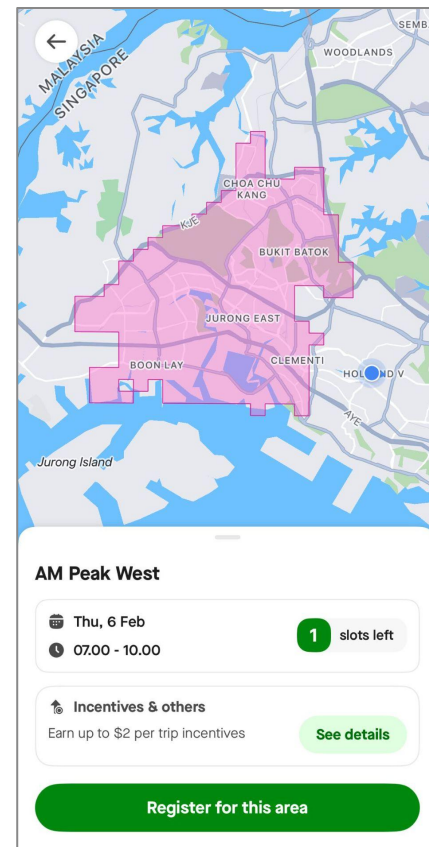 SEMB
WOODLANDS
MALAYSIA
SINGAPORE
CHOA CHU
KANG
KJE
BUKIT BATOK
JURONG EAST
CLEMENTI
BOON LAY
HOL ND V
AYE
Jurong Island
AM Peak West
Thu, 6 Feb
07.00 - 10.00
1 slots left
Incentives & others
Earn up to $2 per trip incentives
See details
Register for this area